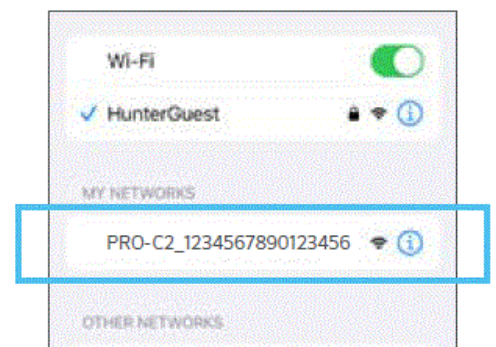 Wi-Fi
HunterGuest
MY NETWORKS
PRO-C2_1234567890123456
OTHER NETWORKS